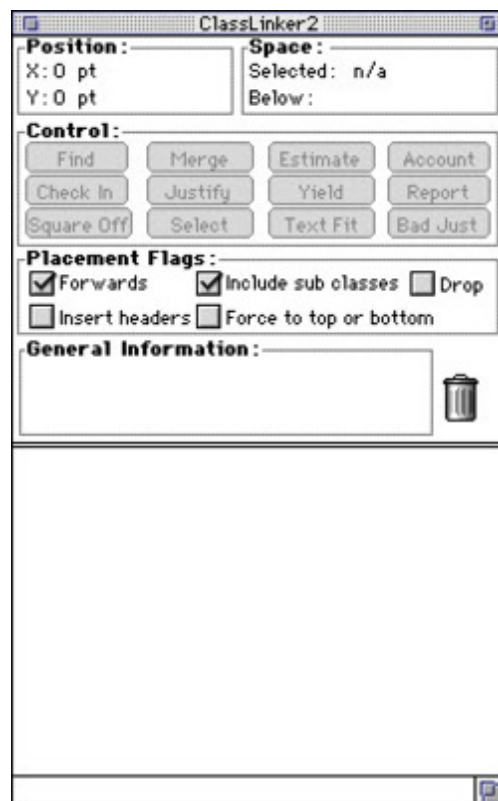 ClassLinker2
Position: Space:
X:0 pt Selected: n/a
Y:0 pt Below:
Control:
Find Merge Estimate Account
Check In Justify Yield Report
Square Off Select Text Fit Bad Just
Placement Flags:
Forwards Include sub classes Drop
Insert headers Force to top or bottom
General Information: